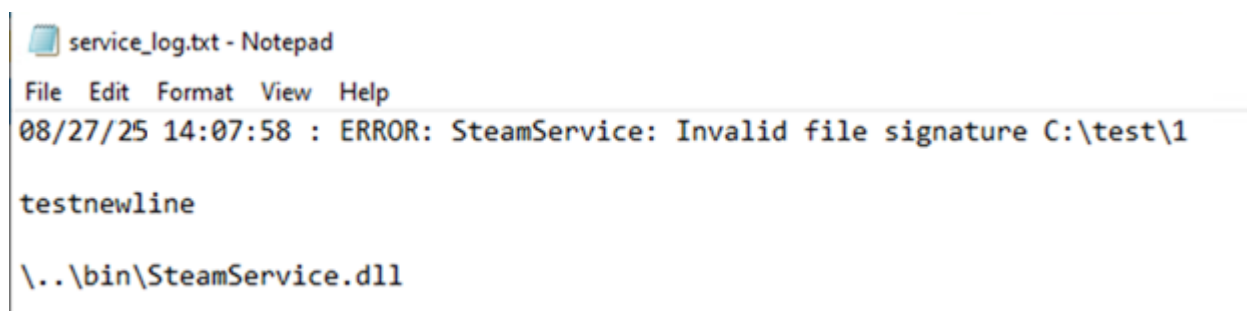 service_log.txt - Notepad
File Edit Format View Help
08/27/25 14:07:58 : ERROR: SteamService: Invalid file signature C:\test\1
testnewline
\..\bin\SteamService.dll